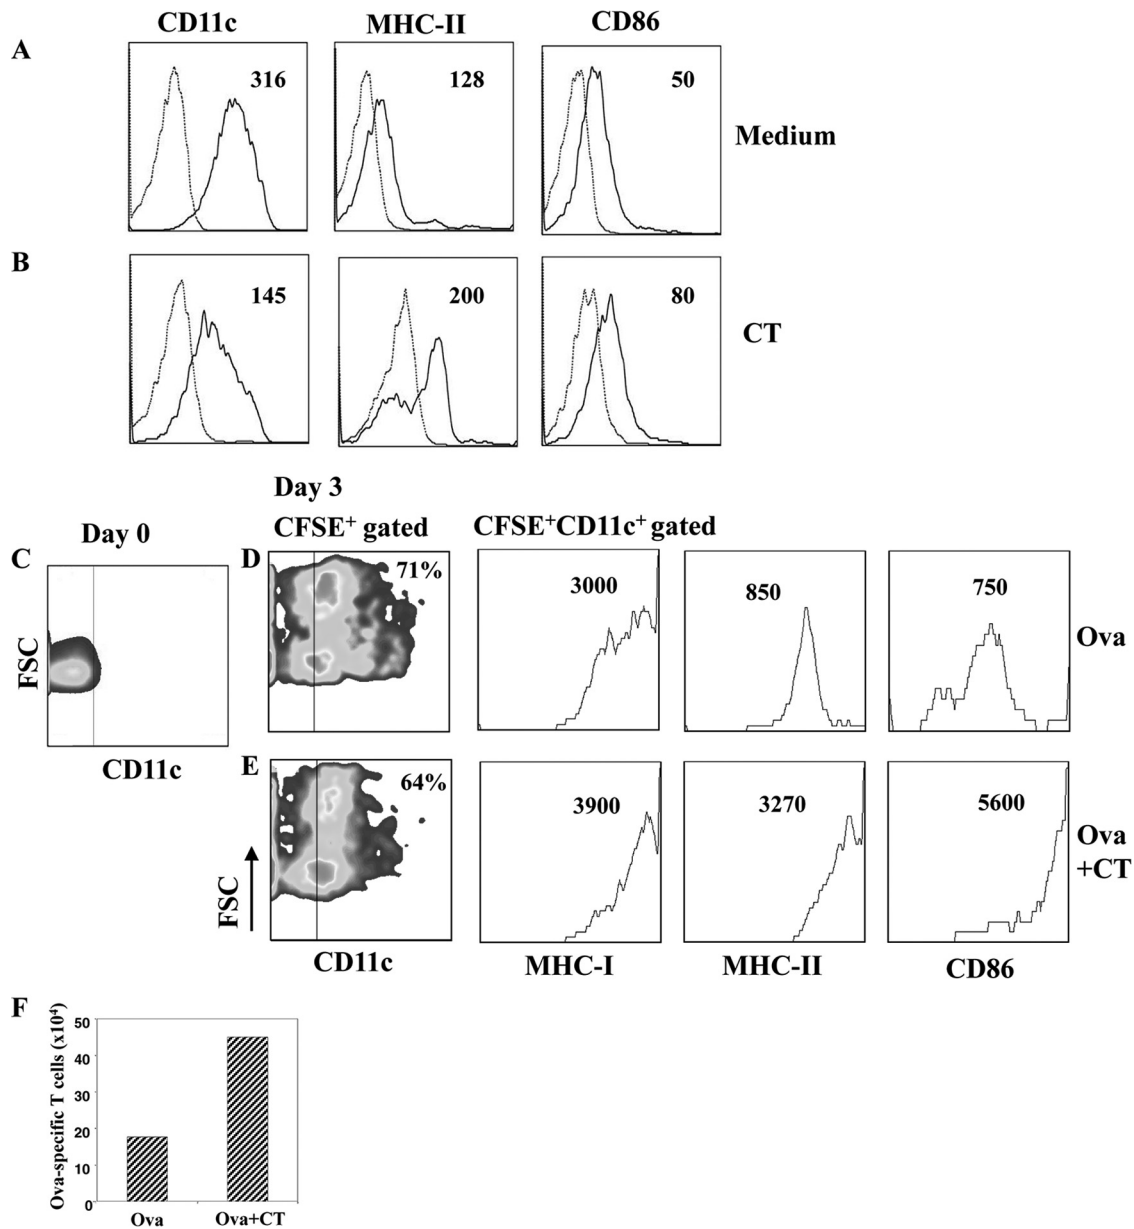 CD11c MHC-II CD86
A
316 128 50
Medium
B
145 200 80
CT
Day 3
Day 0 CFSE+ gated CFSE+CD11c+ gated
C D
71% 3000 850 750
Ova
FSC
CD11c
E
64% 3900 3270 5600
Ova
+CT
FSC
CD11c MHC-I MHC-II CD86
F
Ova-specific T cells (x10⁴)
50
40
30
20
10
0
Ova Ova+CT